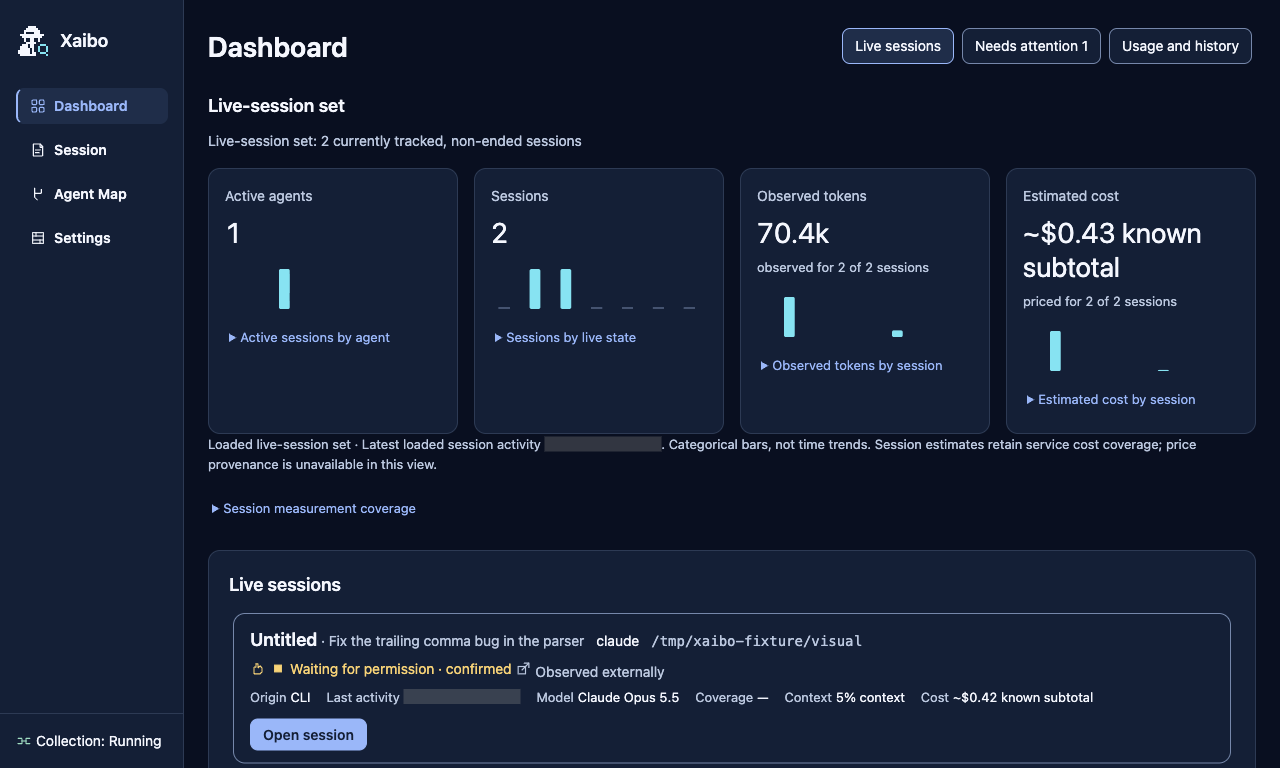 Xaibo
Dashboard
Session
Agent Map
Settings
Collection: Running
Dashboard
Live sessions
Needs attention 1
Usage and history
Live-session set
Live-session set: 2 currently tracked, non-ended sessions
Active agents
1
▶ Active sessions by agent
Sessions
2
▶ Sessions by live state
Observed tokens
70.4k
observed for 2 of 2 sessions
▶ Observed tokens by session
Estimated cost
~$0.43 known
subtotal
priced for 2 of 2 sessions
▶ Estimated cost by session
Loaded live-session set · Latest loaded session activity . Categorical bars, not time trends. Session estimates retain service cost coverage; price
provenance is unavailable in this view.
▶ Session measurement coverage
Live sessions
Untitled · Fix the trailing comma bug in the parser claude /tmp/xaibo-fixture/visual
Waiting for permission · confirmed Observed externally
Origin CLI Last activity Model Claude Opus 5.5 Coverage — Context 5% context Cost ~$0.42 known subtotal
Open session